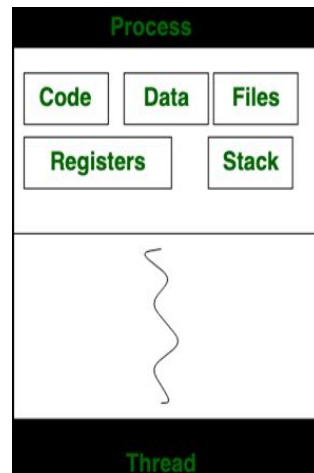 Process
Code Data Files
Registers Stack
Thread